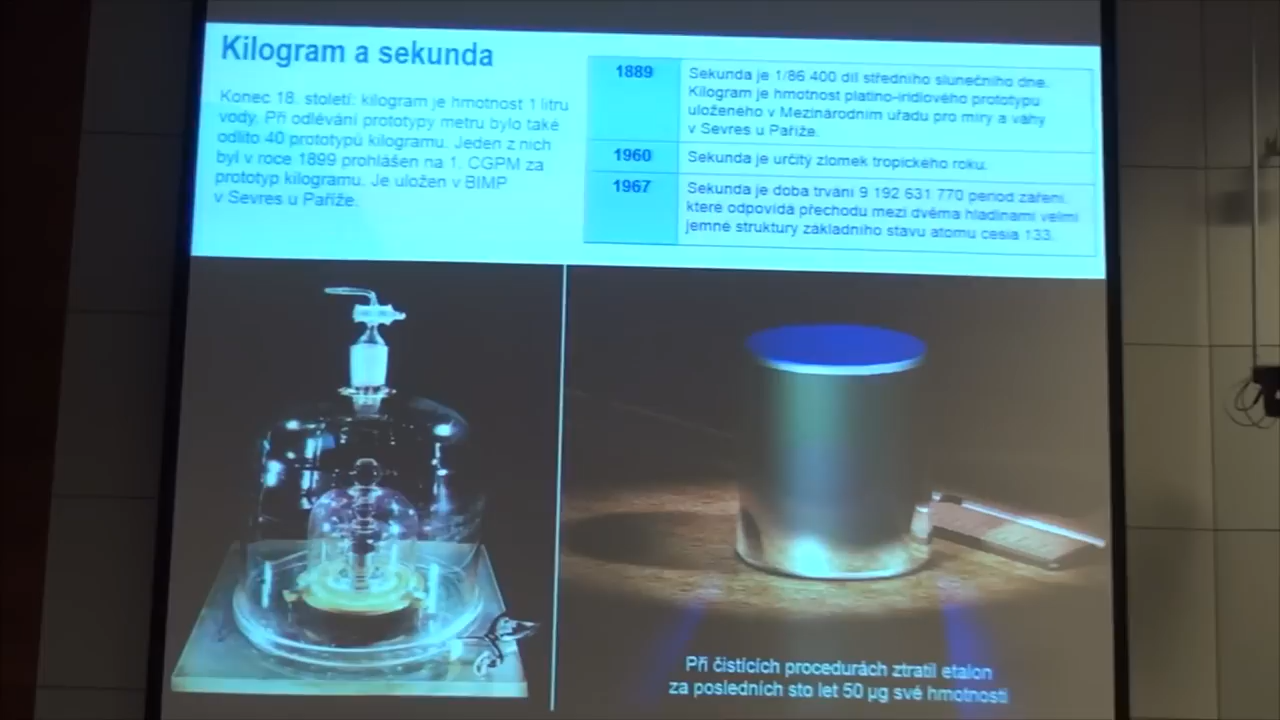 Kilogram a sekunda
Konec 18. století: kilogram je hmotnost 1 litru
vody. Při odlévání prototypy metru bylo také
odlito 40 prototypů kilogramu. Jeden z nich
byl v roce 1899 prohlášen na 1. CGPM za
prototyp kilogramu. Je uložen v BIMP
v Sevres u Paříže.
1889
Sekunda je 1/86 400 díl středního slunečního dne.
Kilogram je hmotnost platino-iridiového prototypu
uloženého v Mezinárodním úřadu pro míry a váhy
v Sevres u Paříže.
1960
Sekunda je určitý zlomek tropického roku.
1967
Sekunda je doba trvání 9 192 631 770 period záření,
které odpovídá přechodu mezi dvěma hladinami velmi
jemné struktury základního stavu atomu cesia 133.
Při čistících procedurách ztratil etalon
za posledních sto let 50 µg své hmotnosti